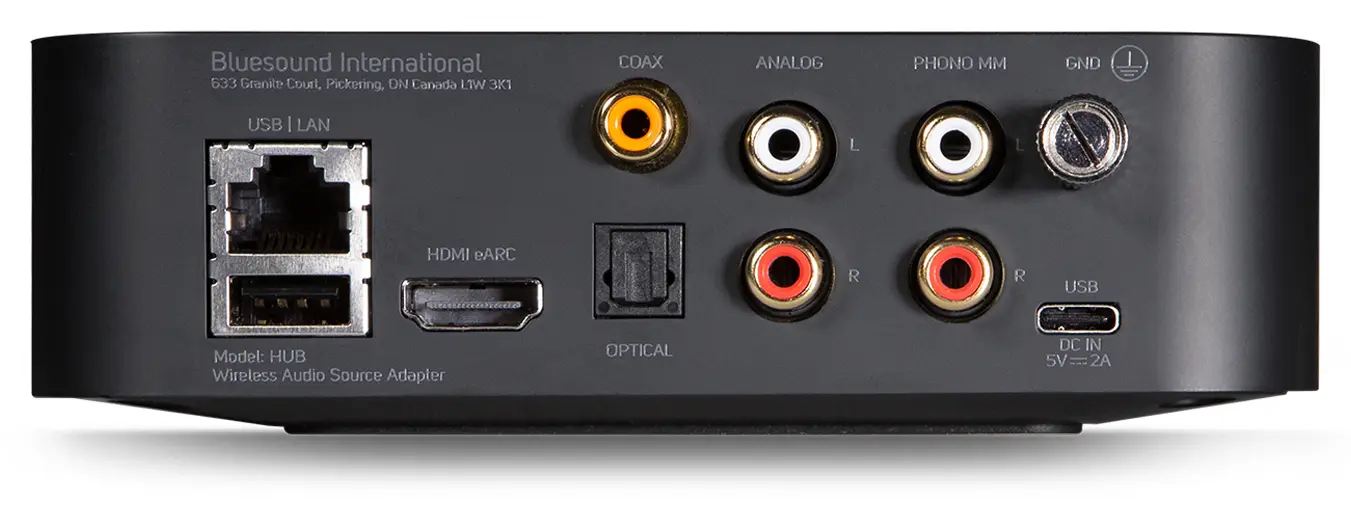 Bluesound International
633 Granite Court, Pickering, ON Canada L1W 3K1
USB | LAN
COAX
ANALOG
PHONO MM
GND
L
L
HDMI eARC
R
R
USB
DC IN
5V⎓2A
OPTICAL
Model: HUB
Wireless Audio Source Adapter